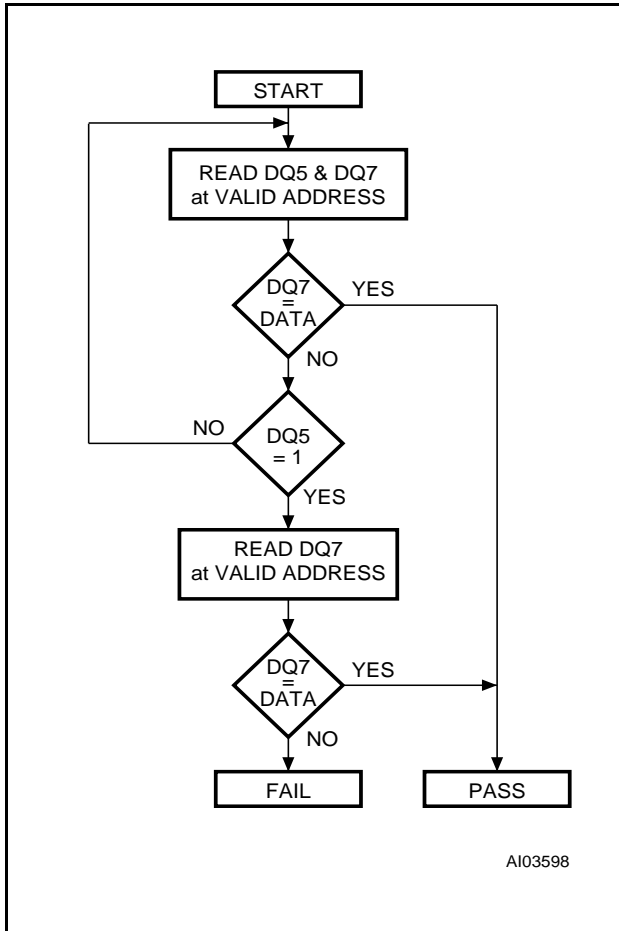 START
READ DQ5 & DQ7
at VALID ADDRESS
DQ7
=
DATA
YES
NO
DQ5
= 1
NO
YES
READ DQ7
at VALID ADDRESS
DQ7
=
DATA
YES
NO
FAIL
PASS
AI03598